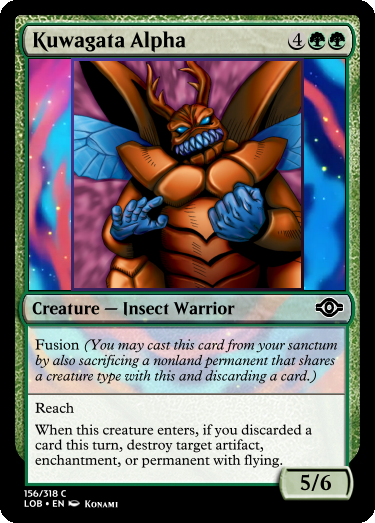 Kuwagata Alpha 4
Creature — Insect Warrior
Fusion (You may cast this card from your sanctum
by also sacrificing a nonland permanent that shares
a creature type with this and discarding a card.)
Reach
When this creature enters, if you discarded a
card this turn, destroy target artifact,
enchantment, or permanent with flying.
5/6
156/318 C
LOB • EN Konami